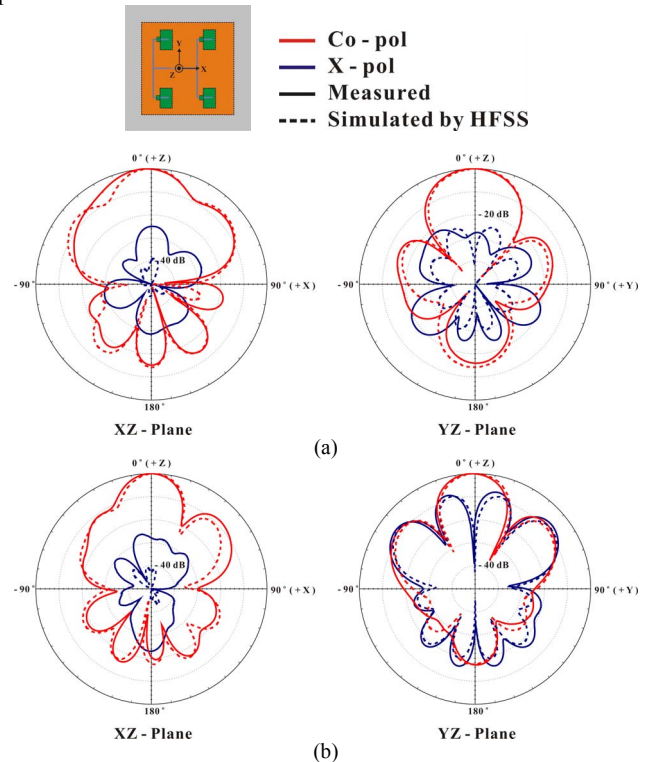 Y
Z X
Co - pol
X - pol
Measured
Simulated by HFSS
0° (+Z) 0° (+Z)
- 20 dB
- 40 dB
-90° 90° (+X) -90° 90° (+Y)
180° 180°
XZ - Plane YZ - Plane
(a)
0° (+Z) 0° (+Z)
- 40 dB - 40 dB
-90° 90° (+X) -90° 90° (+Y)
180° 180°
XZ - Plane YZ - Plane
(b)